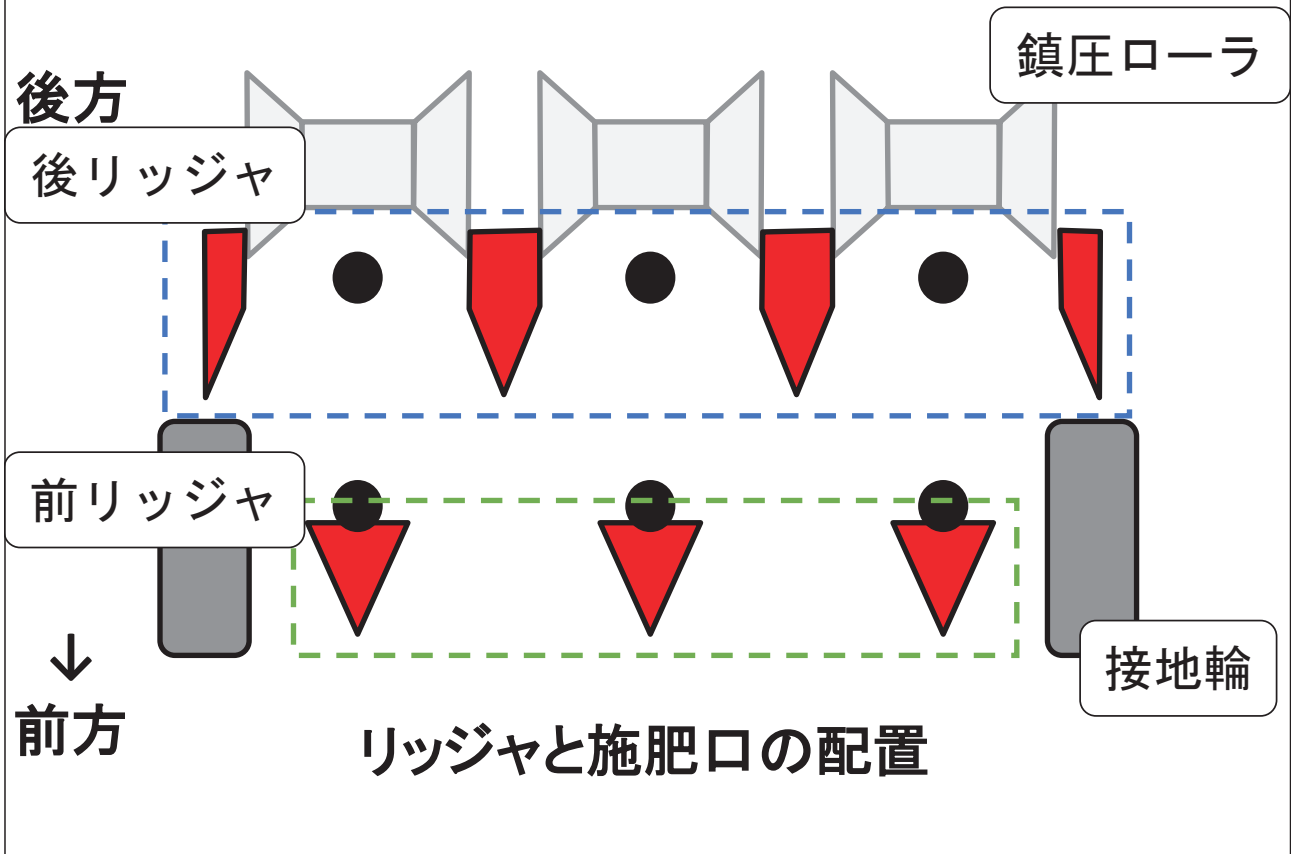 鎮圧ローラ
後方
後リッジャ
前リッジャ
接地輪
↓
前方
リッジャと施肥口の配置